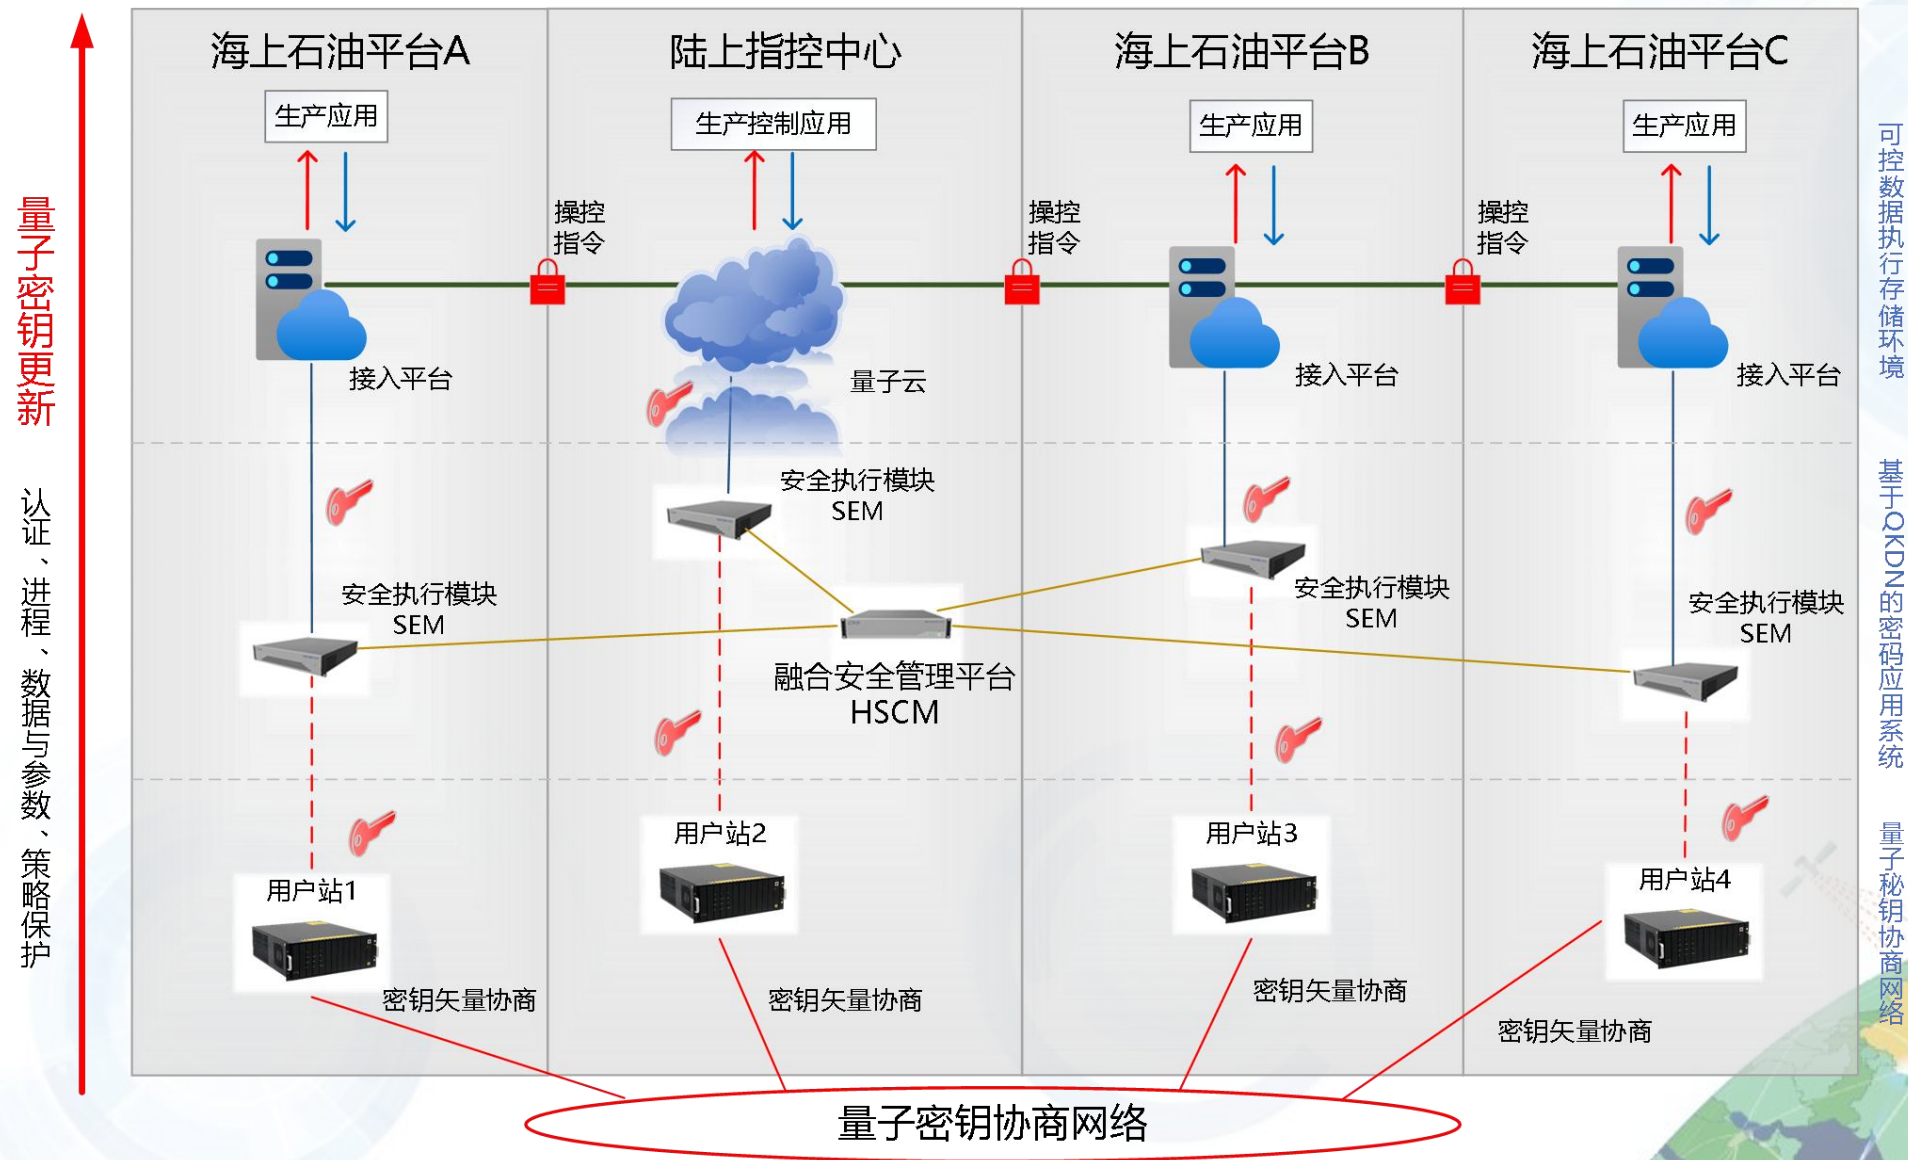 海上石油平台A
陆上指控中心
海上石油平台B
海上石油平台C
生产应用
生产控制应用
生产应用
生产应用
操控
指令
操控
指令
操控
指令
接入平台
量子云
接入平台
接入平台
安全执行模块
SEM
安全执行模块
SEM
安全执行模块
SEM
安全执行模块
SEM
融合安全管理平台
HSCM
用户站1
用户站2
用户站3
用户站4
密钥矢量协商
密钥矢量协商
密钥矢量协商
密钥矢量协商
量子密钥协商网络
量子密钥更新
认证、进程、数据与参数、策略保护
可控数据执行存储环境
基于QKDN的密码应用系统
量子秘钥协商网络